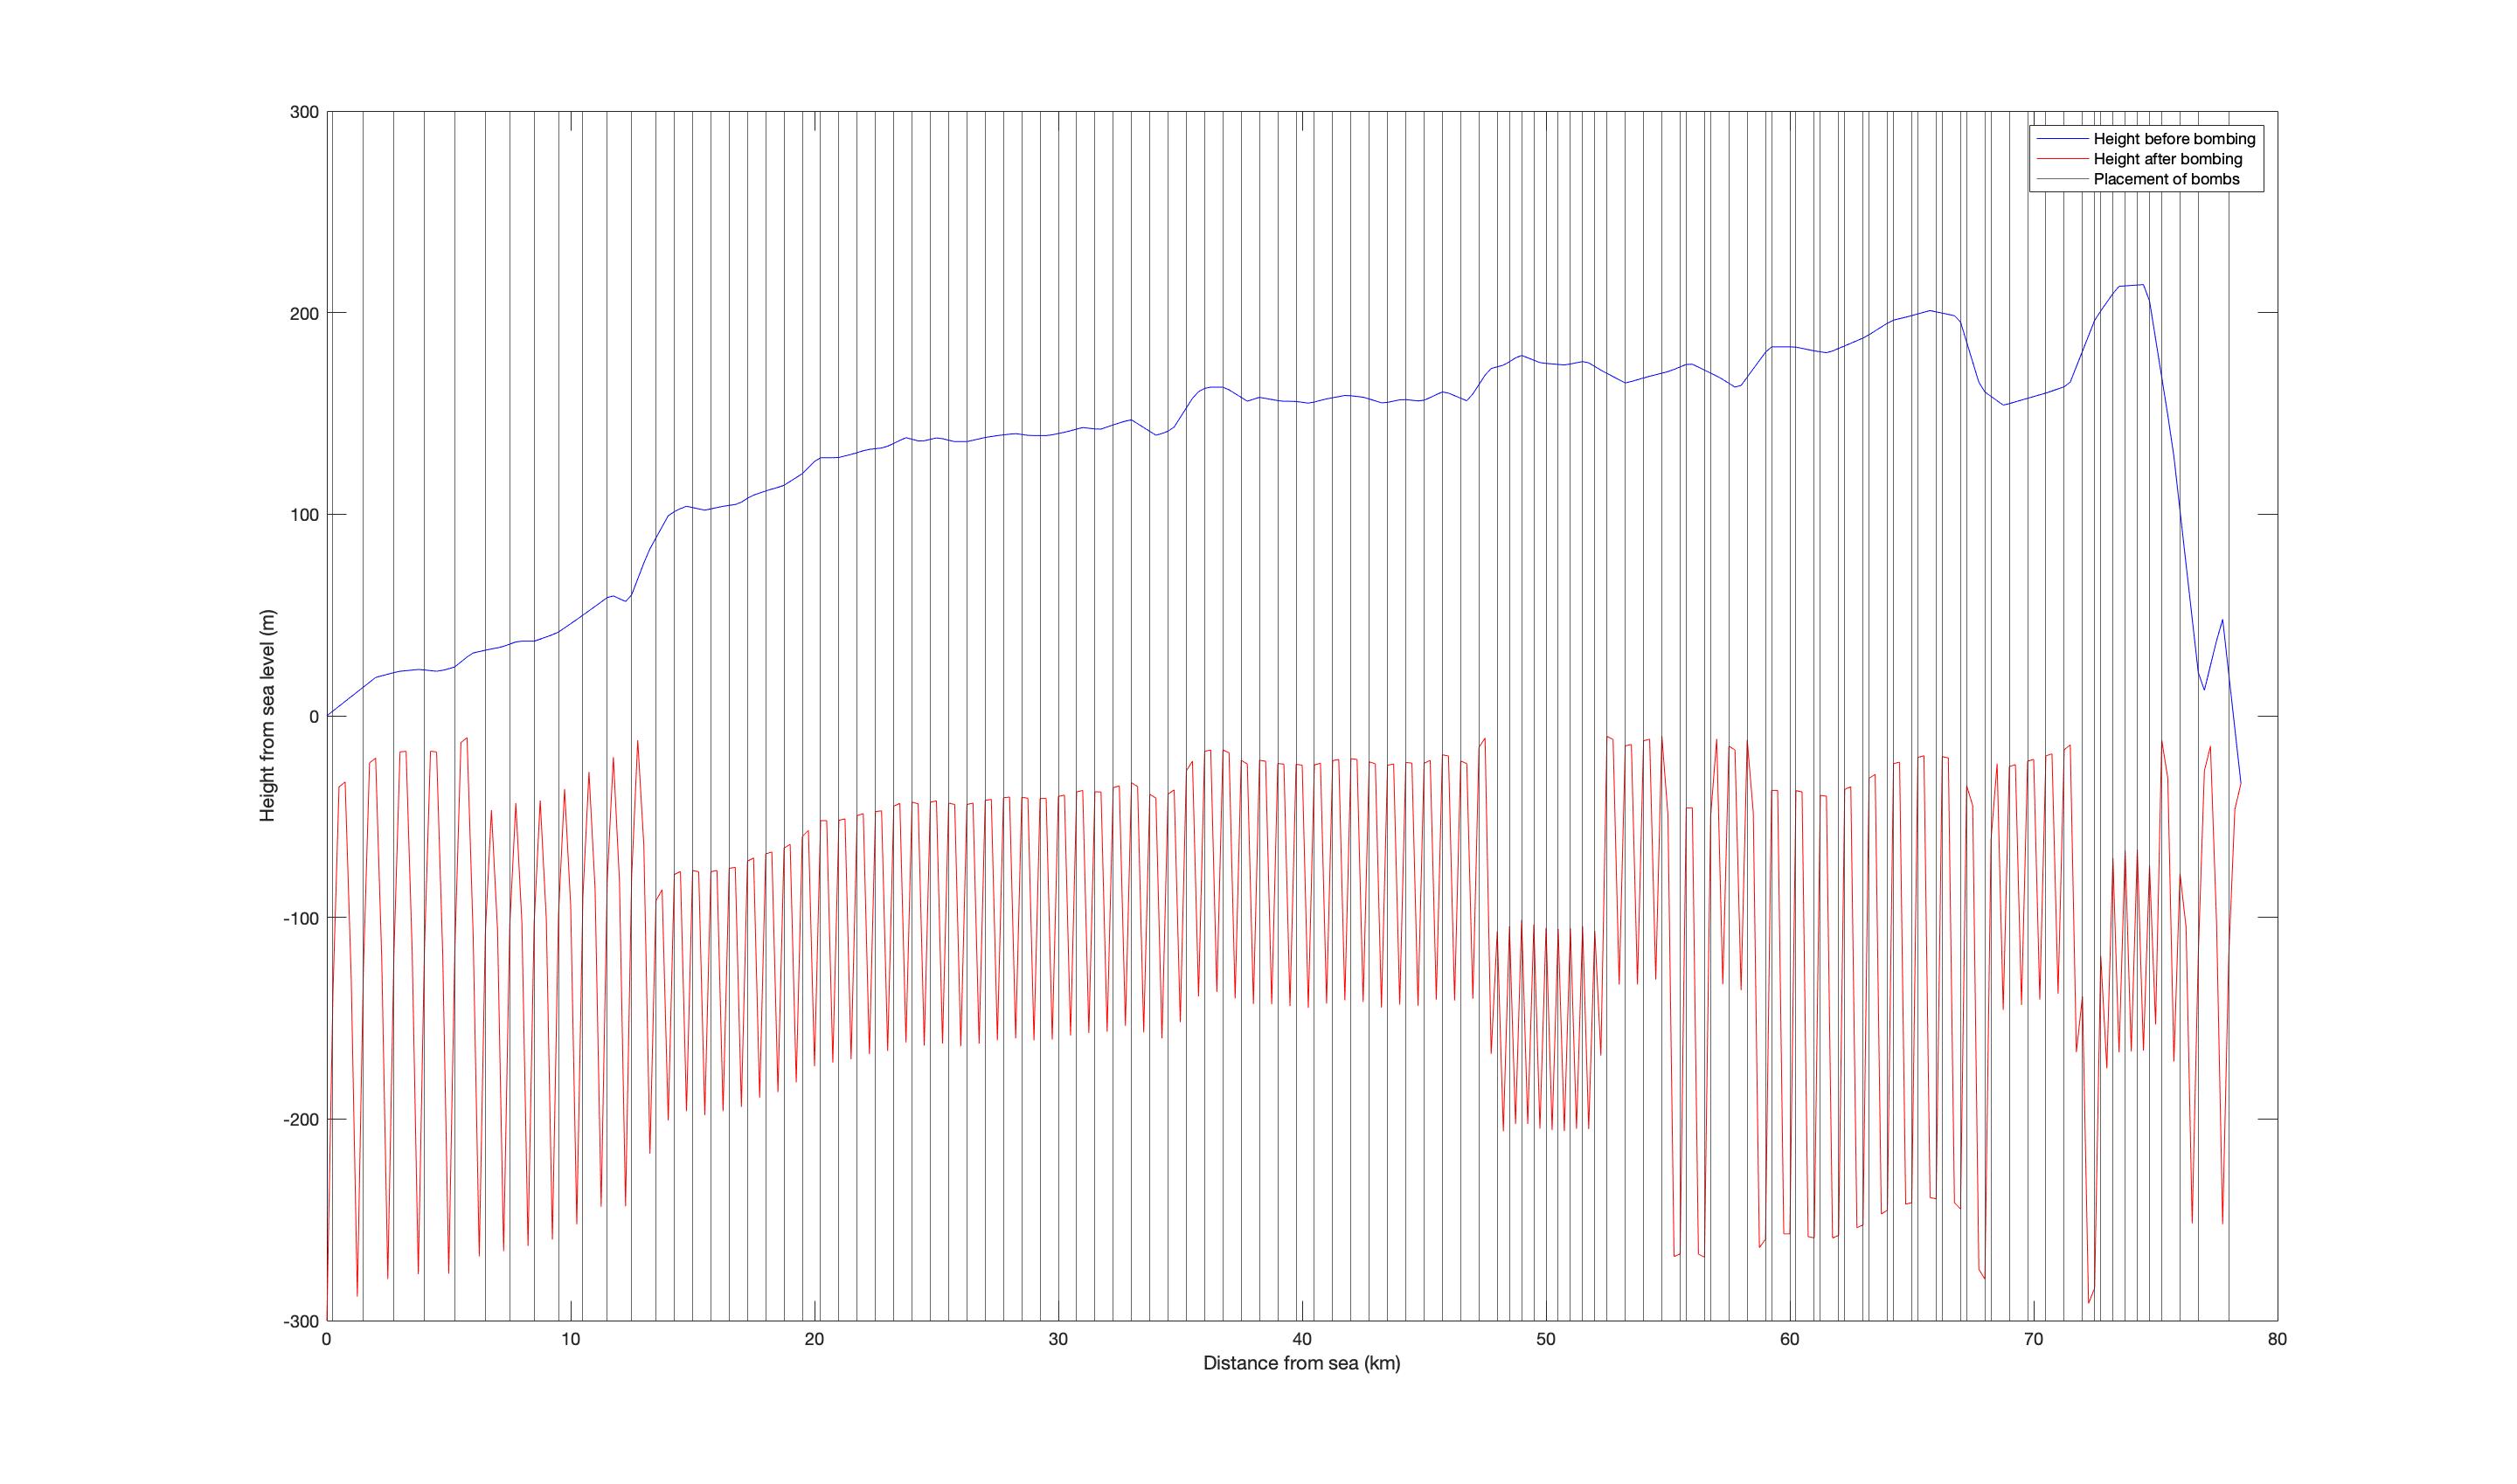 300
200
100
0
-100
-200
-300
0 10 20 30 40 50 60 70 80
Height from sea level (m)
Distance from sea (km)
Height before bombing
Height after bombing
Placement of bombs